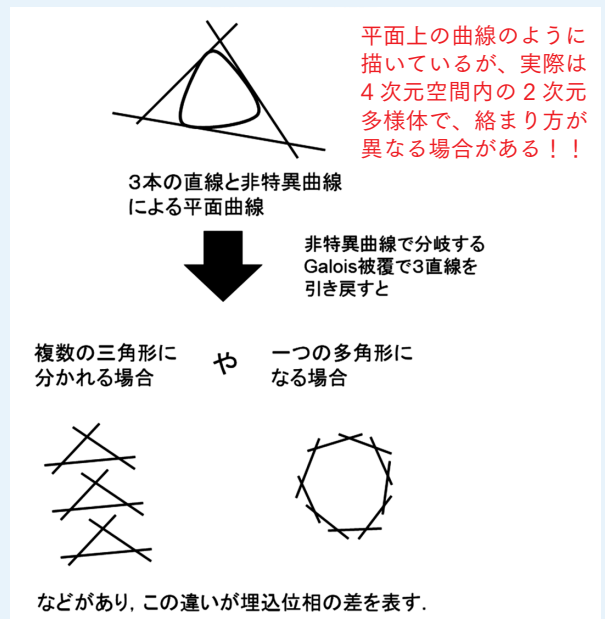 平面上の曲線のように
描いているが、実際は
4次元空間内の2次元
多様体で、絡まり方が
異なる場合がある！！
3本の直線と非特異曲線
による平面曲線
非特異曲線で分岐する
Galois被覆で3直線を
引き戻すと
複数の三角形に
分かれる場合
や
一つの多角形に
なる場合
などがあり, この違いが埋込位相の差を表す.